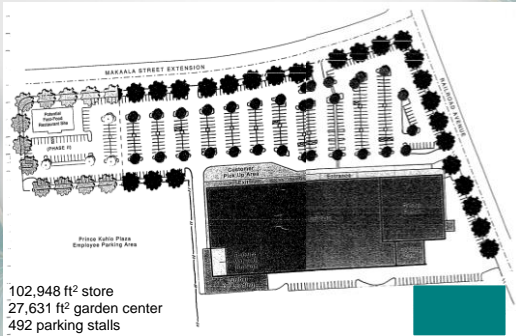 MAKAALA STREET EXTENSION
RAILROAD AVENUE
Potential
Fast-Food
Restaurant Site
(PHASE II)
Customer
Pick Up Area
Exit
Entrance
Prince Kuhio Plaza
Employee Parking Area
102,948 ft² store
27,631 ft² garden center
492 parking stalls